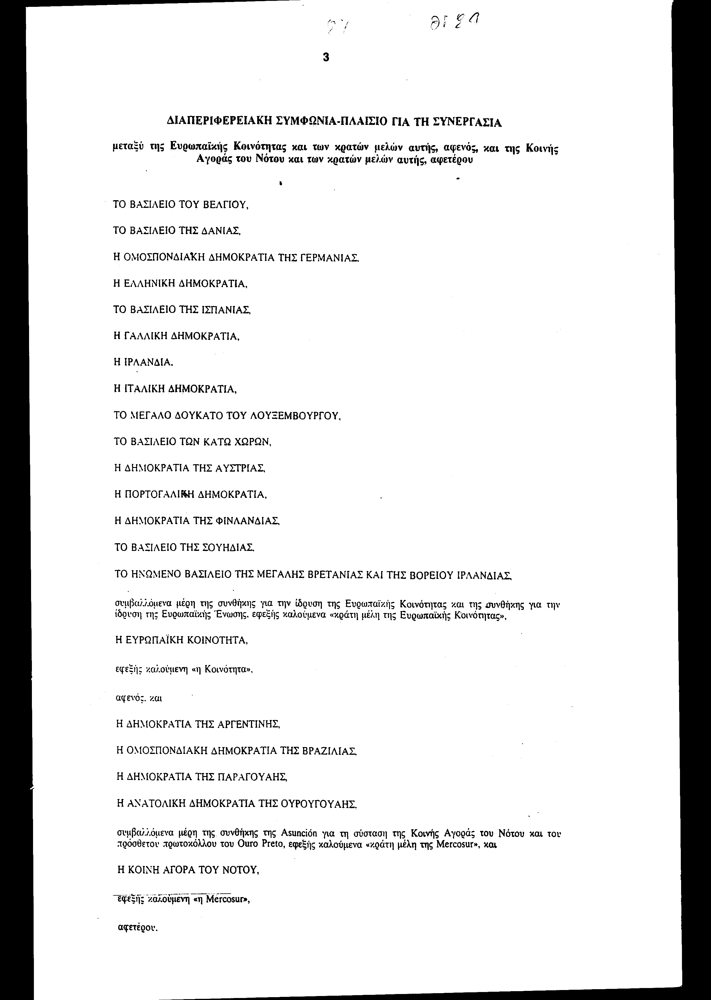 3
ΔΙΑΠΕΡΙΦΕΡΕΙΑΚΗ ΣΥΜΦΩΝΙΑ-ΠΛΑΙΣΙΟ ΓΙΑ ΤΗ ΣΥΝΕΡΓΑΣΙΑ
μεταξύ της Ευρωπαϊκής Κοινότητας και των κρατών μελών αυτής, αφενός, και της Κοινής
Αγοράς του Νότου και των κρατών μελών αυτής, αφετέρου
ΤΟ ΒΑΣΙΛΕΙΟ ΤΟΥ ΒΕΛΓΙΟΥ,
ΤΟ ΒΑΣΙΛΕΙΟ ΤΗΣ ΔΑΝΙΑΣ,
Η ΟΜΟΣΠΟΝΔΙΑΚΗ ΔΗΜΟΚΡΑΤΙΑ ΤΗΣ ΓΕΡΜΑΝΙΑΣ,
Η ΕΛΛΗΝΙΚΗ ΔΗΜΟΚΡΑΤΙΑ,
ΤΟ ΒΑΣΙΛΕΙΟ ΤΗΣ ΙΣΠΑΝΙΑΣ,
Η ΓΑΛΛΙΚΗ ΔΗΜΟΚΡΑΤΙΑ,
Η ΙΡΛΑΝΔΙΑ,
Η ΙΤΑΛΙΚΗ ΔΗΜΟΚΡΑΤΙΑ,
ΤΟ ΜΕΓΑΛΟ ΔΟΥΚΑΤΟ ΤΟΥ ΛΟΥΞΕΜΒΟΥΡΓΟΥ,
ΤΟ ΒΑΣΙΛΕΙΟ ΤΩΝ ΚΑΤΩ ΧΩΡΩΝ,
Η ΔΗΜΟΚΡΑΤΙΑ ΤΗΣ ΑΥΣΤΡΙΑΣ,
Η ΠΟΡΤΟΓΑΛΙΚΗ ΔΗΜΟΚΡΑΤΙΑ,
Η ΔΗΜΟΚΡΑΤΙΑ ΤΗΣ ΦΙΝΛΑΝΔΙΑΣ,
ΤΟ ΒΑΣΙΛΕΙΟ ΤΗΣ ΣΟΥΗΔΙΑΣ,
ΤΟ ΗΝΩΜΕΝΟ ΒΑΣΙΛΕΙΟ ΤΗΣ ΜΕΓΑΛΗΣ ΒΡΕΤΑΝΙΑΣ ΚΑΙ ΤΗΣ ΒΟΡΕΙΟΥ ΙΡΛΑΝΔΙΑΣ,
συμβαλλόμενα μέρη της συνθήκης για την ίδρυση της Ευρωπαϊκής Κοινότητας και της συνθήκης για την
ίδρυση της Ευρωπαϊκής Ένωσης, εφεξής καλούμενα «κράτη μέλη της Ευρωπαϊκής Κοινότητας»,
Η ΕΥΡΩΠΑΪΚΗ ΚΟΙΝΟΤΗΤΑ,
εφεξής καλούμενη «η Κοινότητα»,
αφενός, και
Η ΔΗΜΟΚΡΑΤΙΑ ΤΗΣ ΑΡΓΕΝΤΙΝΗΣ,
Η ΟΜΟΣΠΟΝΔΙΑΚΗ ΔΗΜΟΚΡΑΤΙΑ ΤΗΣ ΒΡΑΖΙΛΙΑΣ,
Η ΔΗΜΟΚΡΑΤΙΑ ΤΗΣ ΠΑΡΑΓΟΥΑΗΣ,
Η ΑΝΑΤΟΛΙΚΗ ΔΗΜΟΚΡΑΤΙΑ ΤΗΣ ΟΥΡΟΥΓΟΥΑΗΣ,
συμβαλλόμενα μέρη της συνθήκης της Asunción για τη σύσταση της Κοινής Αγοράς του Νότου και του
πρόσθετου πρωτοκόλλου του Ouro Preto, εφεξής καλούμενα «κράτη μέλη της Mercosur», και
Η ΚΟΙΝΗ ΑΓΟΡΑ ΤΟΥ ΝΟΤΟΥ,
εφεξής καλούμενη «η Mercosur»,
αφετέρου.